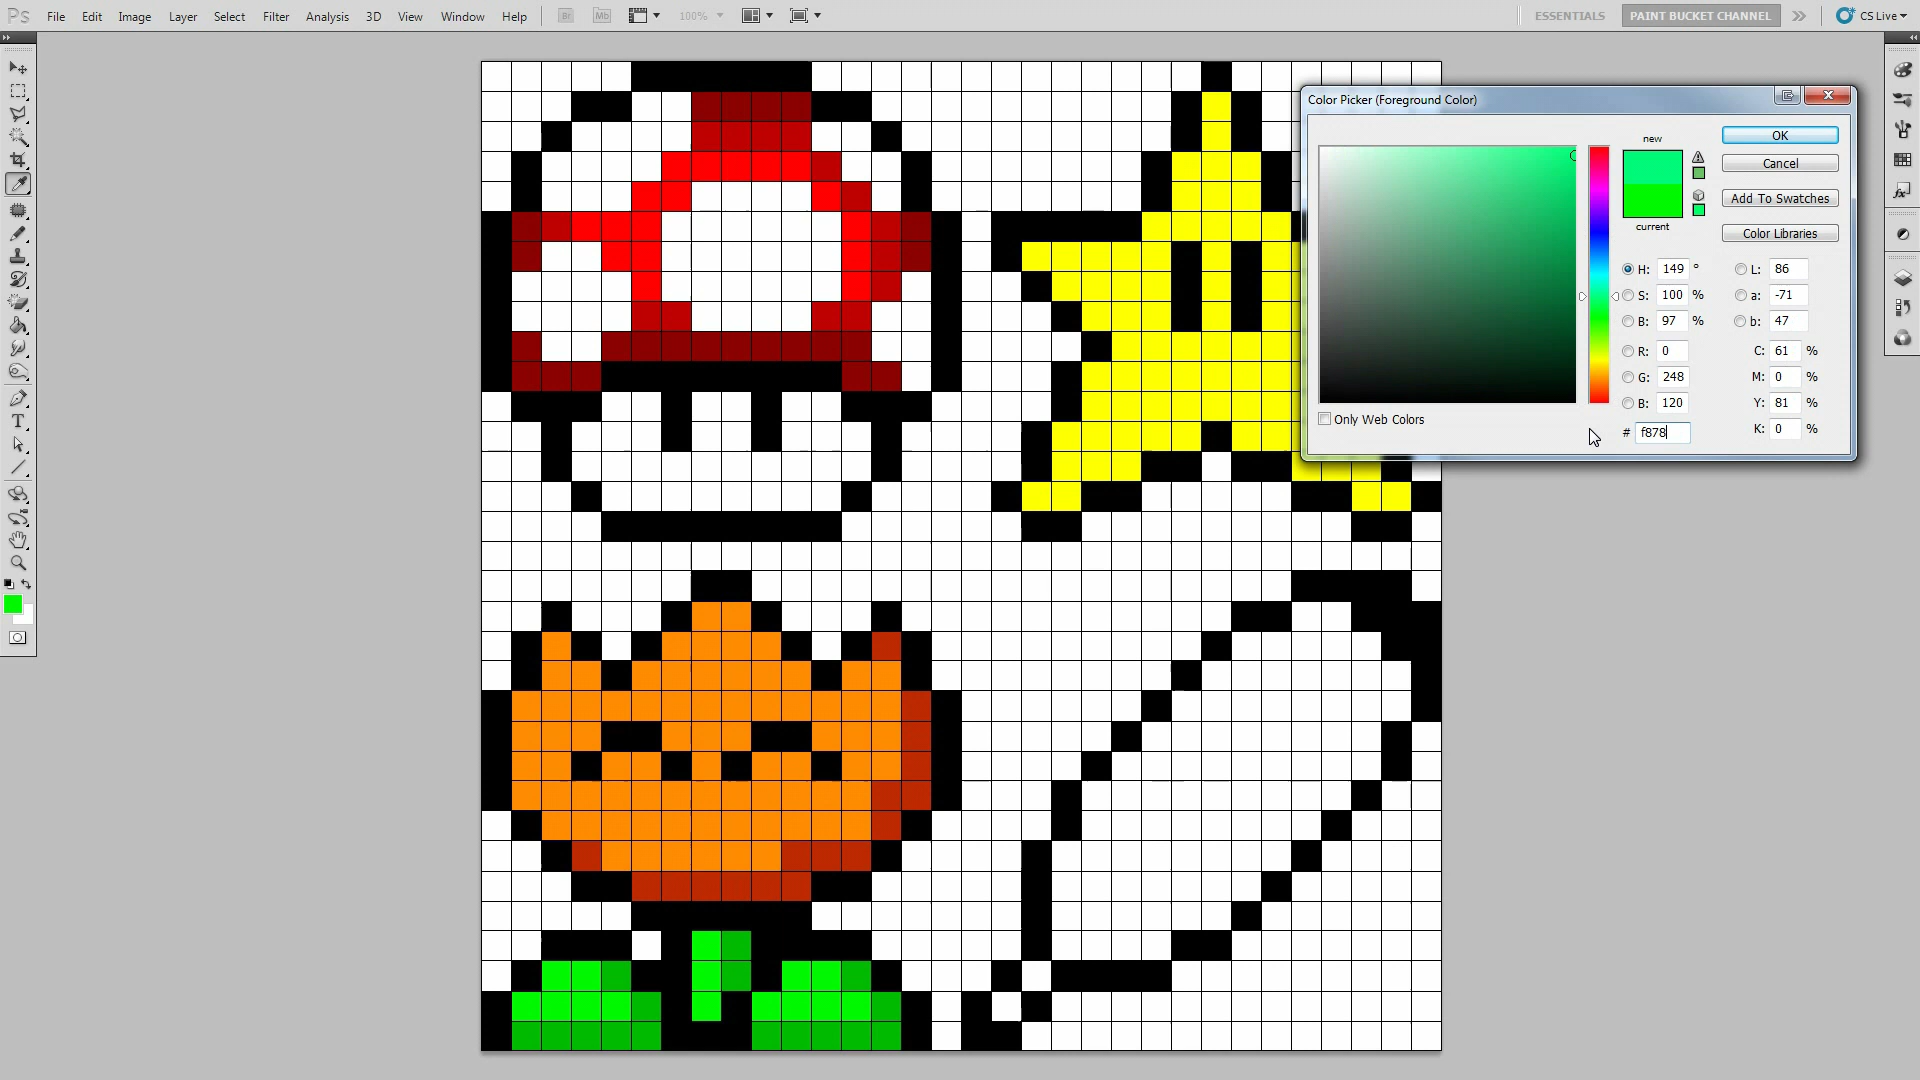 Ps File Edit Image Layer Select Filter Analysis 3D View Window Help Br Mb 100% ESSENTIALS PAINT BUCKET CHANNEL CS Live
Color Picker (Foreground Color)
new
OK
Cancel
Add To Swatches
current
Color Libraries
H: 149 ° L: 86
S: 100 % a: -71
B: 97 % b: 47
R: 0 C: 61 %
G: 248 M: 0 %
B: 120 Y: 81 %
Only Web Colors
# f878 K: 0 %
T